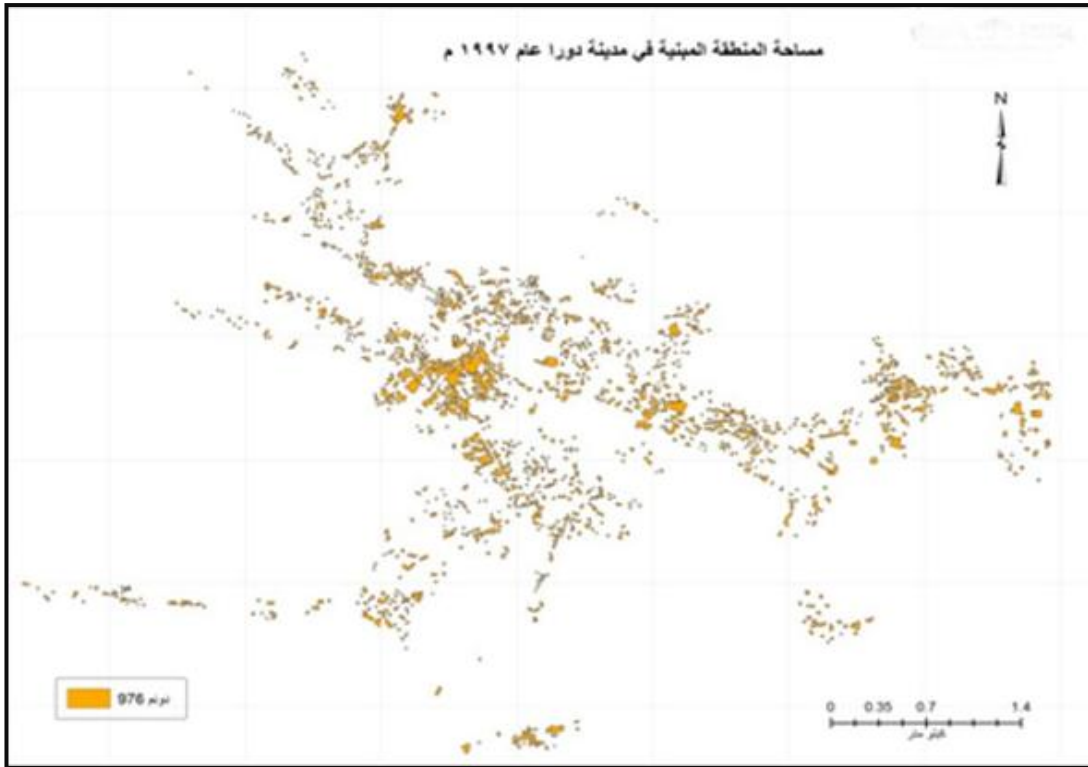 مساحة المنطقة المبنية في مدينة دورا عام ١٩٩٧ م
N
976 دونم
0 0.35 0.7 1.4
كيلو متر